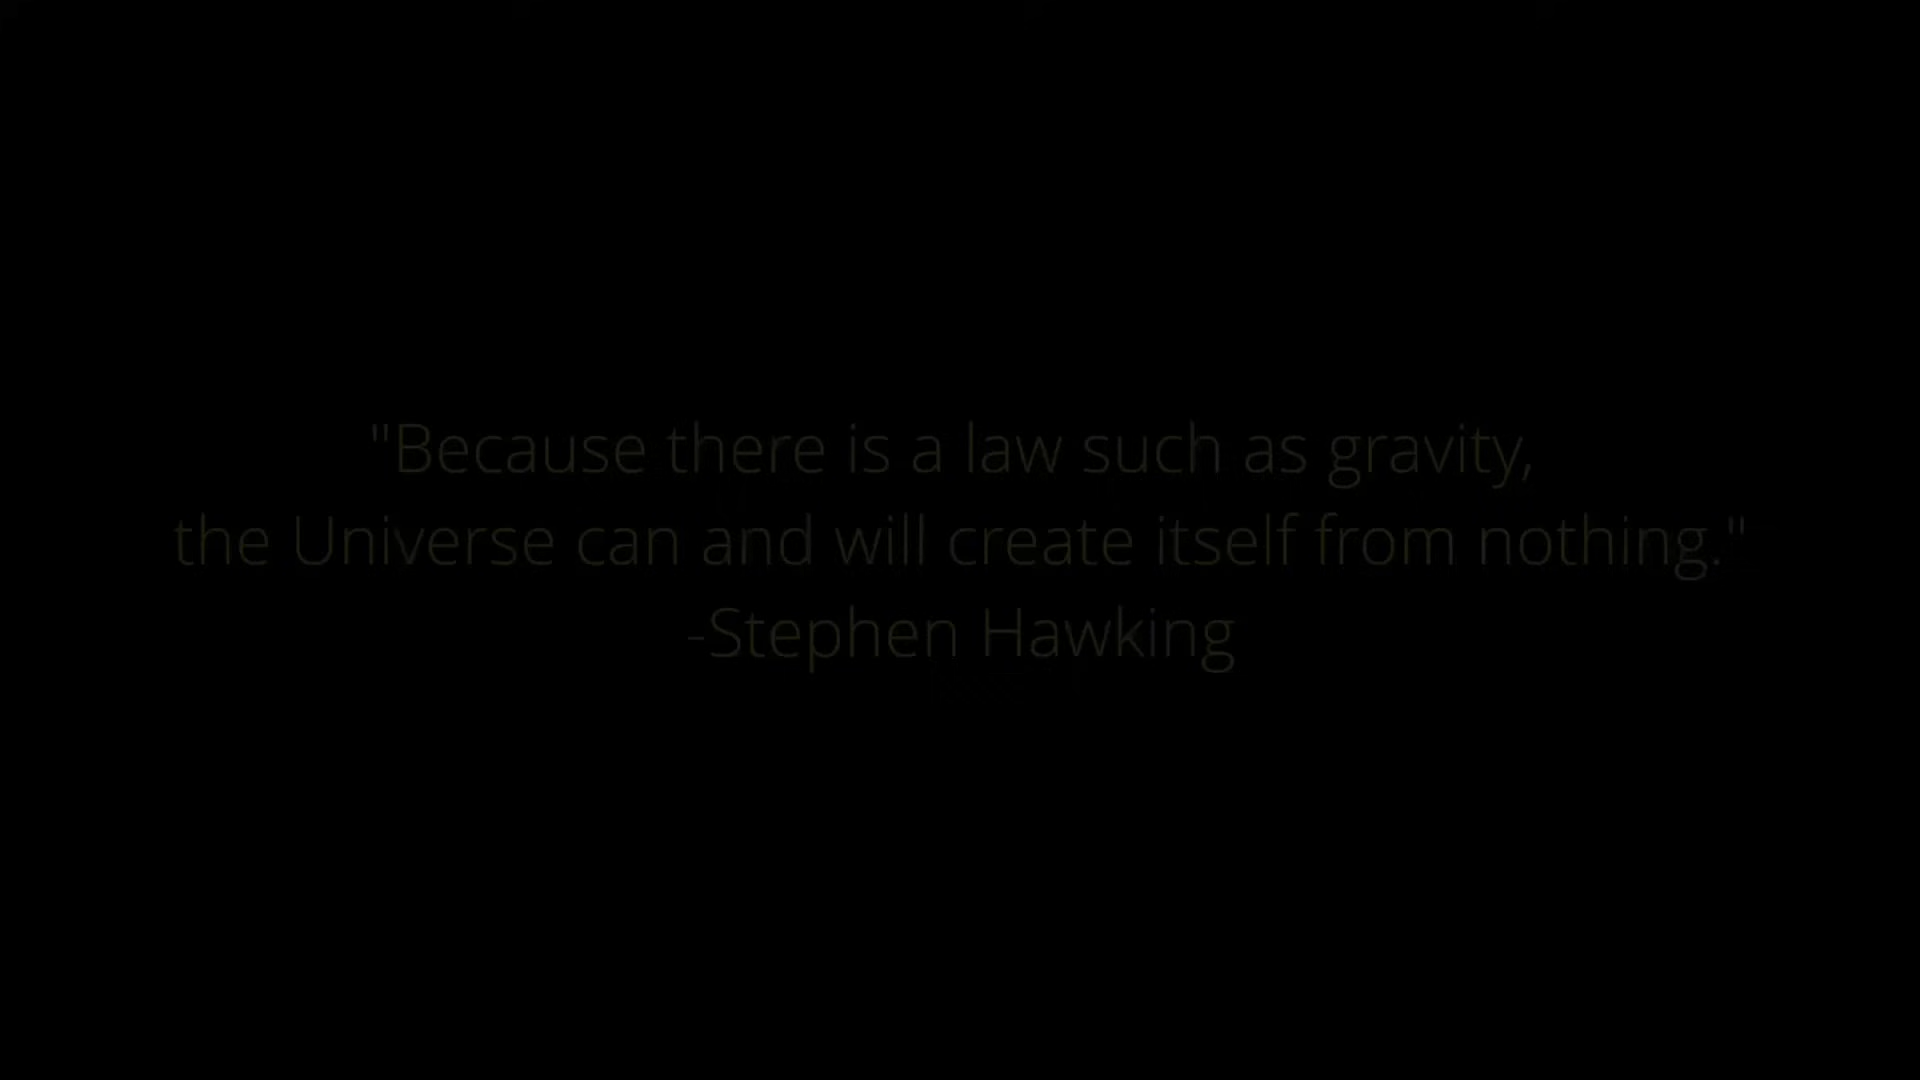 "Because there is a law such as gravity,
the Universe can and will create itself from nothing."
-Stephen Hawking